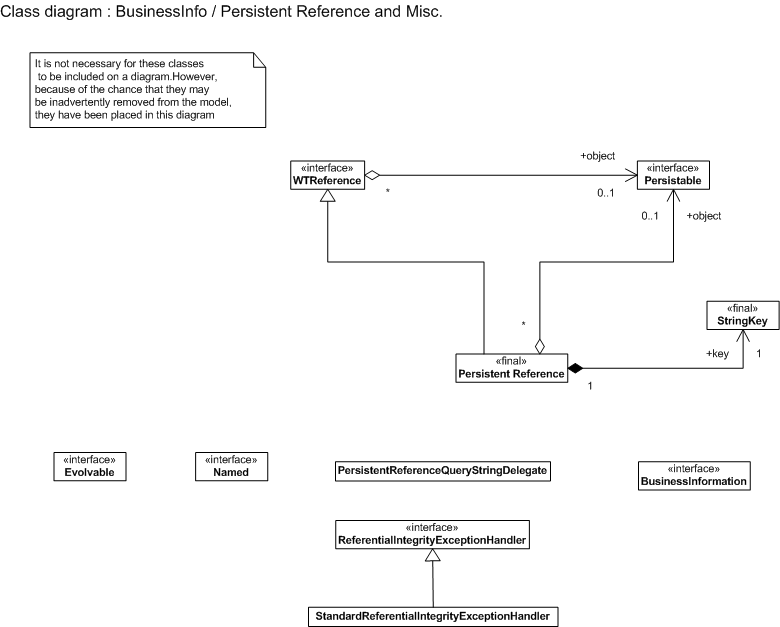 Class diagram : BusinessInfo / Persistent Reference and Misc.
It is not necessary for these classes
to be included on a diagram.However,
because of the chance that they may
be inadvertently removed from the model,
they have been placed in this diagram
+object
«interface»
WTReference
«interface»
Persistable
*
0..1
0..1
+object
«final»
StringKey
*
+key
1
«final»
Persistent Reference
1
«interface»
Evolvable
«interface»
Named
PersistentReferenceQueryStringDelegate
«interface»
BusinessInformation
«interface»
ReferentialIntegrityExceptionHandler
StandardReferentialIntegrityExceptionHandler